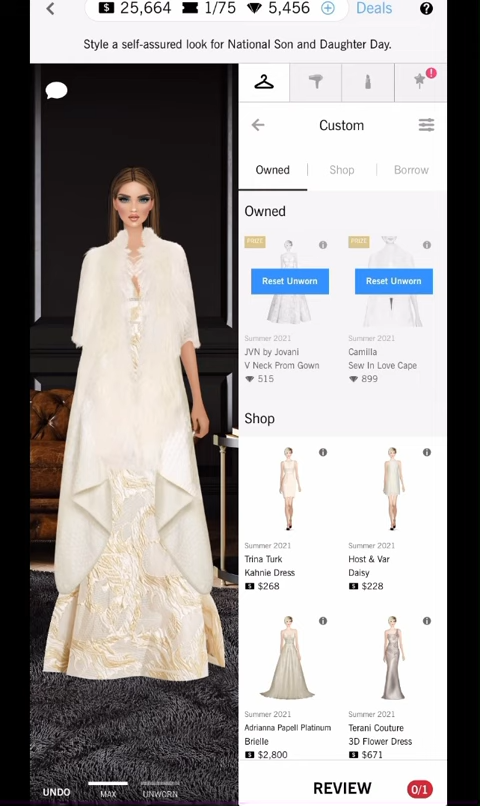 25,664 1/75 5,456 Deals
Style a self-assured look for National Son and Daughter Day.
Custom
Owned Shop Borrow
Owned
PRIZE PRIZE
Reset Unworn Reset Unworn
Summer 2021 Summer 2021
JVN by Jovani Camilla
V Neck Prom Gown Sew In Love Cape
515 899
Shop
Summer 2021 Summer 2021
Trina Turk Host & Var
Kahnie Dress Daisy
$268 $228
Summer 2021 Summer 2021
Adrianna Papell Platinum Terani Couture
Brielle 3D Flower Dress
$2,800 $671
UNDO MAX UNWORN REVIEW 0/1